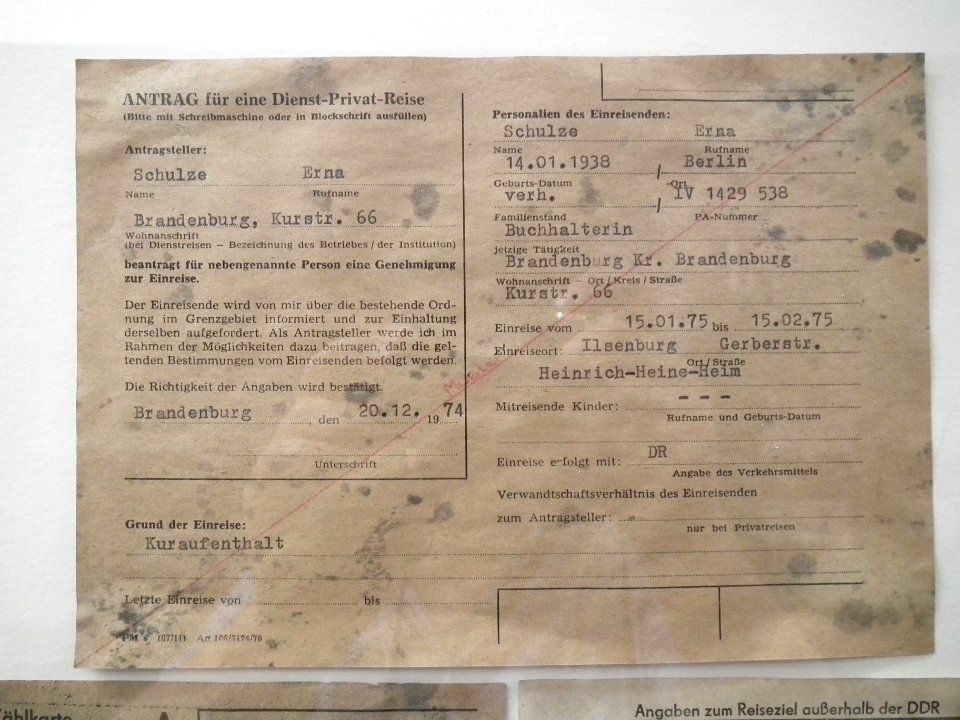 ANTRAG für eine Dienst-Privat-Reise
(Bitte mit Schreibmaschine oder in Blockschrift ausfüllen)
Antragsteller:
Schulze Erna
Name Rufname
Brandenburg, Kurstr. 66
Wohnanschrift
(bei Dienstreisen – Bezeichnung des Betriebes / der Institution)
beantragt für nebengenannte Person eine Genehmigung
zur Einreise.
Der Einreisende wird von mir über die bestehende Ord-
nung im Grenzgebiet informiert und zur Einhaltung
derselben aufgefordert. Als Antragsteller werde ich im
Rahmen der Möglichkeiten dazu beitragen, daß die gel-
tenden Bestimmungen vom Einreisenden befolgt werden.
Die Richtigkeit der Angaben wird bestätigt.
Brandenburg, den 20.12. 1974
Unterschrift
Grund der Einreise:
Kuraufenthalt
Letzte Einreise von bis
PM 6 (87/11)
Personalien des Einreisenden:
Schulze Erna
Name Rufname
14.01.1938 / Berlin
Geburts-Datum -Ort
verh. / IV 1429 538
Familienstand PA-Nummer
Buchhalterin
jetzige Tätigkeit
Brandenburg Kr. Brandenburg
Wohnanschrift – Ort / Kreis / Straße
Kurstr. 66
Einreise vom 15.01.75 bis 15.02.75
Einreiseort: Ilsenburg Gerberstr.
Ort / Straße
Heinrich-Heine-Heim
Mitreisende Kinder: - - -
Rufname und Geburts-Datum
Einreise erfolgt mit: DR
Angabe des Verkehrsmittels
Verwandtschaftsverhältnis des Einreisenden
zum Antragsteller:
nur bei Privatreisen
Muster
Zählkarte A
Angaben zum Reiseziel außerhalb der DDR